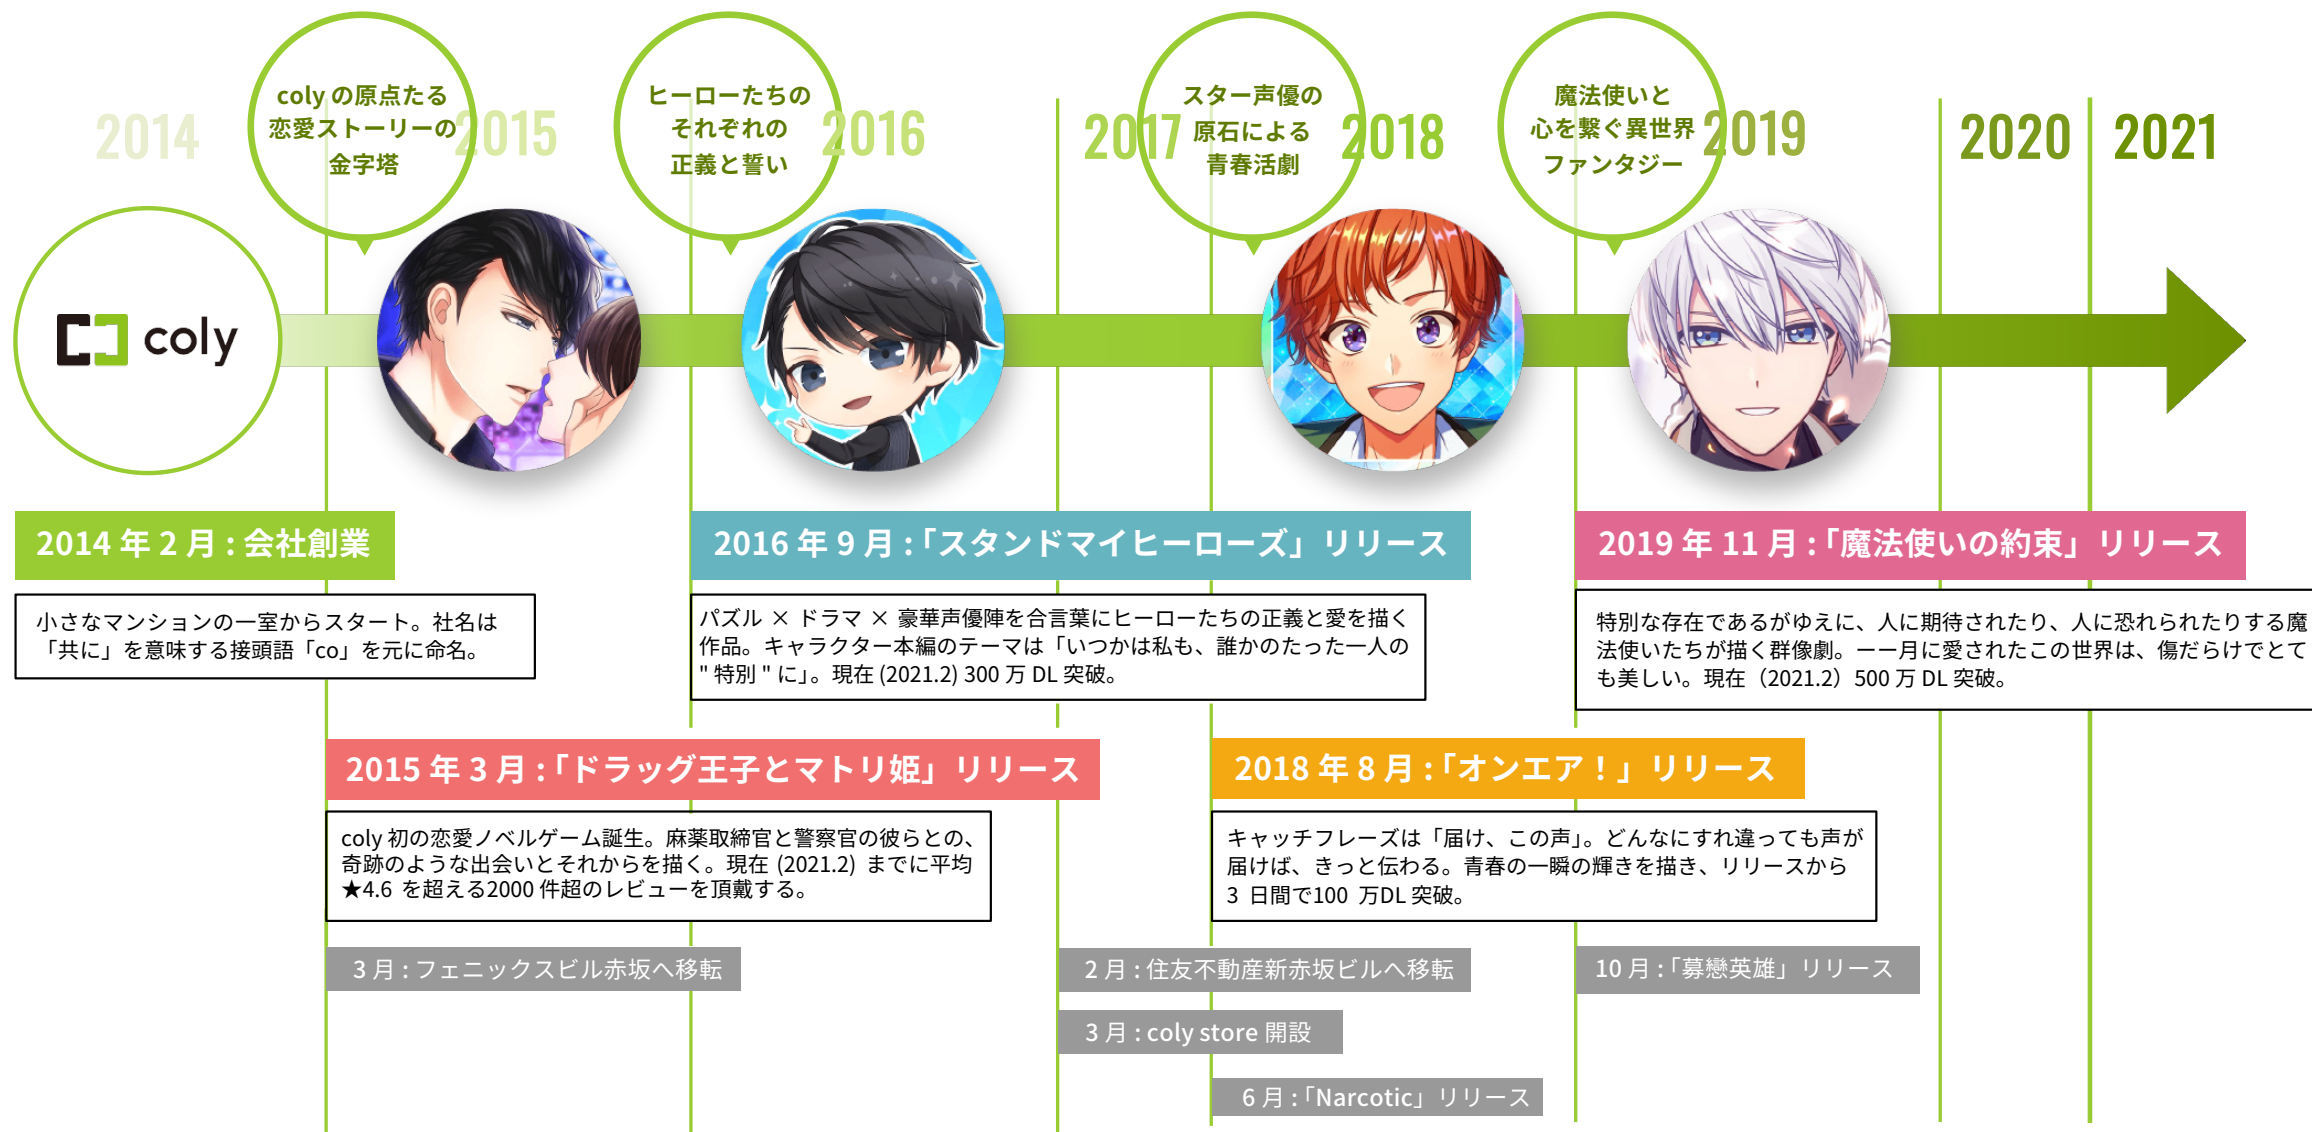 2014
coly の原点たる
恋愛ストーリーの
金字塔
2015
ヒーローたちの
それぞれの
正義と誓い
2016
2017
スター声優の
原石による
青春活劇
2018
魔法使いと
心を繋ぐ異世界
ファンタジー
2019
2020
2021
coly
2014 年 2 月 : 会社創業
小さなマンションの一室からスタート。社名は
「共に」を意味する接頭語「co」を元に命名。
2016 年 9 月 :「スタンドマイヒーローズ」リリース
パズル × ドラマ × 豪華声優陣を合言葉にヒーローたちの正義と愛を描く
作品。キャラクター本編のテーマは「いつかは私も、誰かのたった一人の
" 特別 " に」。現在 (2021.2) 300 万 DL 突破。
2019 年 11 月 :「魔法使いの約束」リリース
特別な存在であるがゆえに、人に期待されたり、人に恐れられたりする魔
法使いたちが描く群像劇。ーー月に愛されたこの世界は、傷だらけでとて
も美しい。現在（2021.2）500 万 DL 突破。
2015 年 3 月 :「ドラッグ王子とマトリ姫」リリース
coly 初の恋愛ノベルゲーム誕生。麻薬取締官と警察官の彼らとの、
奇跡のような出会いとそれからを描く。現在 (2021.2) までに平均
★4.6 を超える2000 件超のレビューを頂戴する。
2018 年 8 月 :「オンエア！」リリース
キャッチフレーズは「届け、この声」。どんなにすれ違っても声が
届けば、きっと伝わる。青春の一瞬の輝きを描き、リリースから
3 日間で100 万DL 突破。
3 月 : フェニックスビル赤坂へ移転
2 月 : 住友不動産新赤坂ビルへ移転
10 月 :「募戀英雄」リリース
3 月 : coly store 開設
6 月 :「Narcotic」リリース